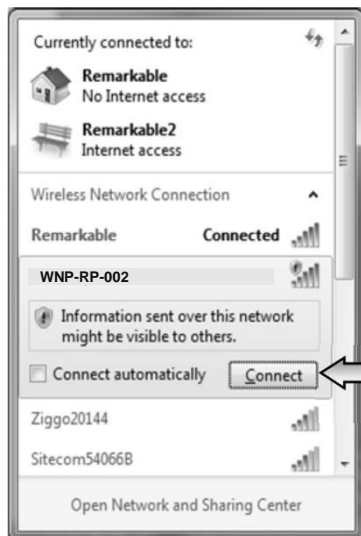 Currently connected to:
Remarkable
No Internet access
Remarkable2
Internet access
Wireless Network Connection
Remarkable Connected
WNP-RP-002
Information sent over this network
might be visible to others.
Connect automatically Connect
Ziggo20144
Sitecom54066B
Open Network and Sharing Center